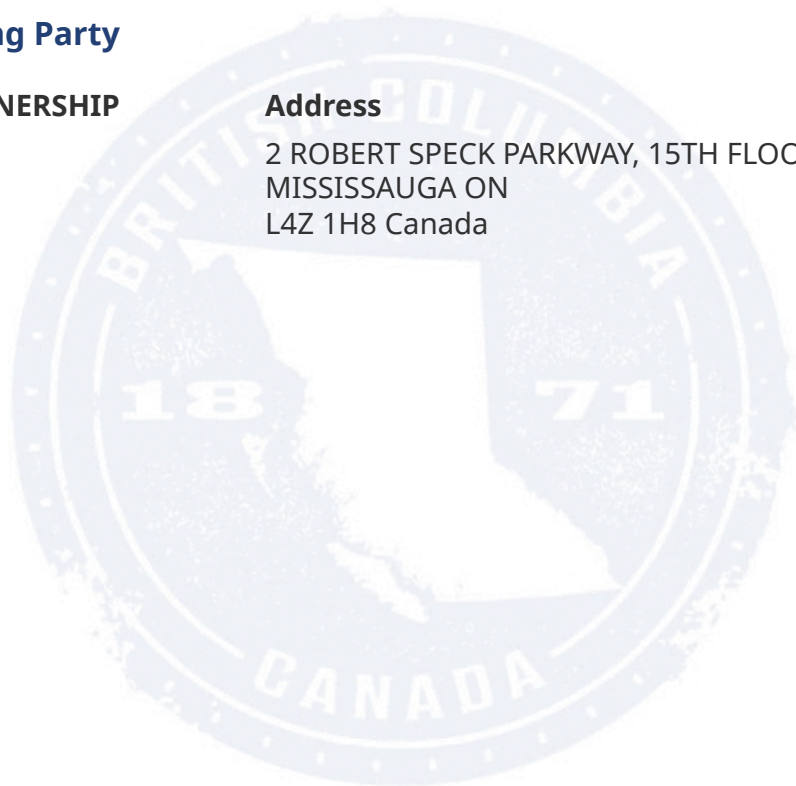 ng Party
NERSHIP
Address
2 ROBERT SPECK PARKWAY, 15TH FLOO
MISSISSAUGA ON
L4Z 1H8 Canada
BRITISH COLUMBIA
18 71
CANADA